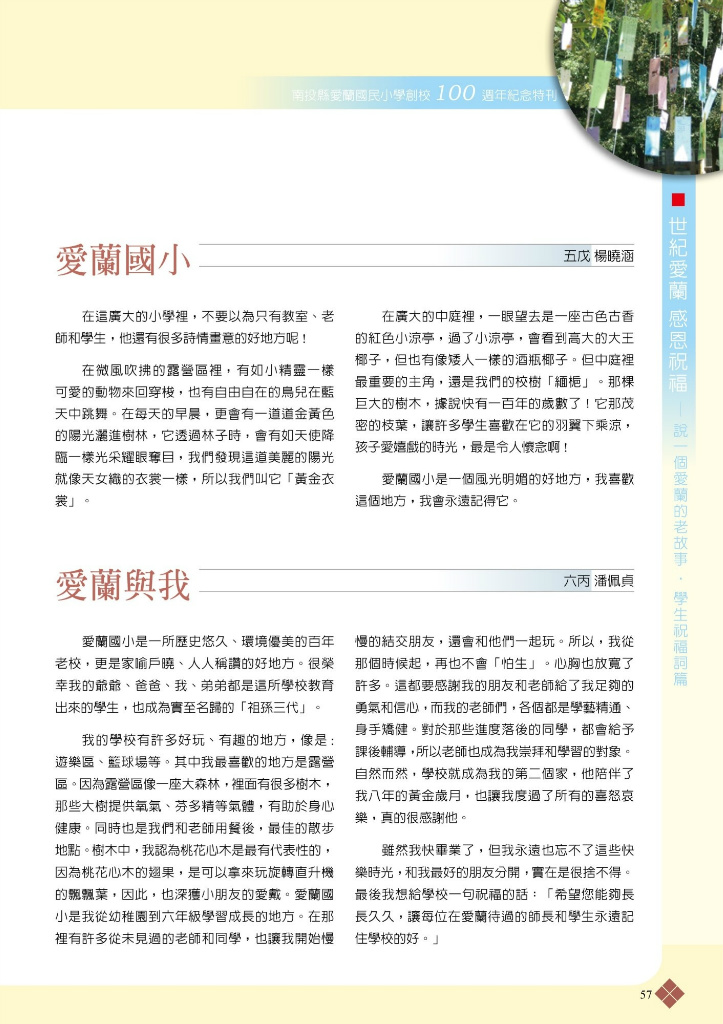 南投縣愛蘭國民小學創校 100 週年紀念特刊
愛蘭國小
五戊 楊曉涵
在這廣大的小學裡，不要以為只有教室、老
師和學生，他還有很多詩情畫意的好地方呢！
在微風吹拂的露營區裡，有如小精靈一樣
可愛的動物來回穿梭，也有自由自在的鳥兒在藍
天中跳舞。在每天的早晨，更會有一道道金黃色
的陽光灑進樹林，它透過林子時，會有如天使降
臨一樣光采耀眼奪目，我們發現這道美麗的陽光
就像天女織的衣裳一樣，所以我們叫它「黃金衣
裳」。
在廣大的中庭裡，一眼望去是一座古色古香
的紅色小涼亭，過了小涼亭，會看到高大的大王
椰子，但也有像矮人一樣的酒瓶椰子。但中庭裡
最重要的主角，還是我們的校樹「緬梔」。那棵
巨大的樹木，據說快有一百年的歲數了！它那茂
密的枝葉，讓許多學生喜歡在它的羽翼下乘涼，
孩子愛嬉戲的時光，最是令人懷念啊！
愛蘭國小是一個風光明媚的好地方，我喜歡
這個地方，我會永遠記得它。
愛蘭與我
六丙 潘佩貞
愛蘭國小是一所歷史悠久、環境優美的百年
老校，更是家喻戶曉、人人稱讚的好地方。很榮
幸我的爺爺、爸爸、我、弟弟都是這所學校教育
出來的學生，也成為實至名歸的「祖孫三代」。
我的學校有許多好玩、有趣的地方，像是：
遊樂區、籃球場等。其中我最喜歡的地方是露營
區。因為露營區像一座大森林，裡面有很多樹木，
那些大樹提供氧氣、芬多精等氣體，有助於身心
健康。同時也是我們和老師用餐後，最佳的散步
地點。樹木中，我認為桃花心木是最有代表性的，
因為桃花心木的翅果，是可以拿來玩旋轉直升機
的飄飄葉，因此，也深獲小朋友的愛戴。愛蘭國
小是我從幼稚園到六年級學習成長的地方。在那
裡有許多從未見過的老師和同學，也讓我開始慢
慢的結交朋友，還會和他們一起玩。所以，我從
那個時候起，再也不會「怕生」。心胸也放寬了
許多。這都要感謝我的朋友和老師給了我足夠的
勇氣和信心，而我的老師們，各個都是學藝精通、
身手矯健。對於那些進度落後的同學，都會給予
課後輔導，所以老師也成為我崇拜和學習的對象。
自然而然，學校就成為我的第二個家，他陪伴了
我八年的黃金歲月，也讓我度過了所有的喜怒哀
樂，真的很感謝他。
雖然我快畢業了，但我永遠也忘不了這些快
樂時光，和我最好的朋友分開，實在是很捨不得。
最後我想給學校一句祝福的話：「希望您能夠長
長久久，讓每位在愛蘭待過的師長和學生永遠記
住學校的好。」
世紀愛蘭 感恩祝福—說一個愛蘭的老故事．學生祝福詞篇
57